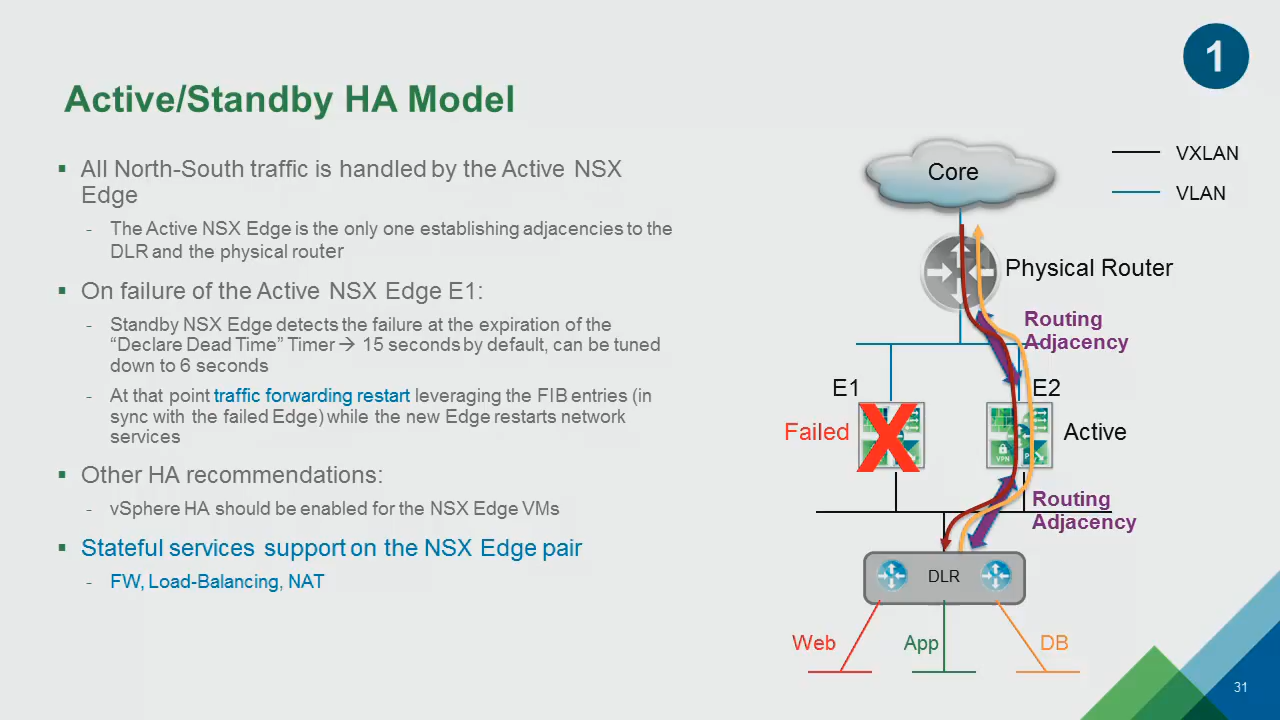 1
Active/Standby HA Model
▪ All North-South traffic is handled by the Active NSX
Edge
- The Active NSX Edge is the only one establishing adjacencies to the
DLR and the physical router
▪ On failure of the Active NSX Edge E1:
- Standby NSX Edge detects the failure at the expiration of the
“Declare Dead Time” Timer → 15 seconds by default, can be tuned
down to 6 seconds
- At that point traffic forwarding restart leveraging the FIB entries (in
sync with the failed Edge) while the new Edge restarts network
services
▪ Other HA recommendations:
- vSphere HA should be enabled for the NSX Edge VMs
▪ Stateful services support on the NSX Edge pair
- FW, Load-Balancing, NAT
Core
VXLAN
VLAN
Physical Router
Routing
Adjacency
E1
E2
Failed
X
Active
VPN
Routing
Adjacency
DLR
Web
App
DB
31